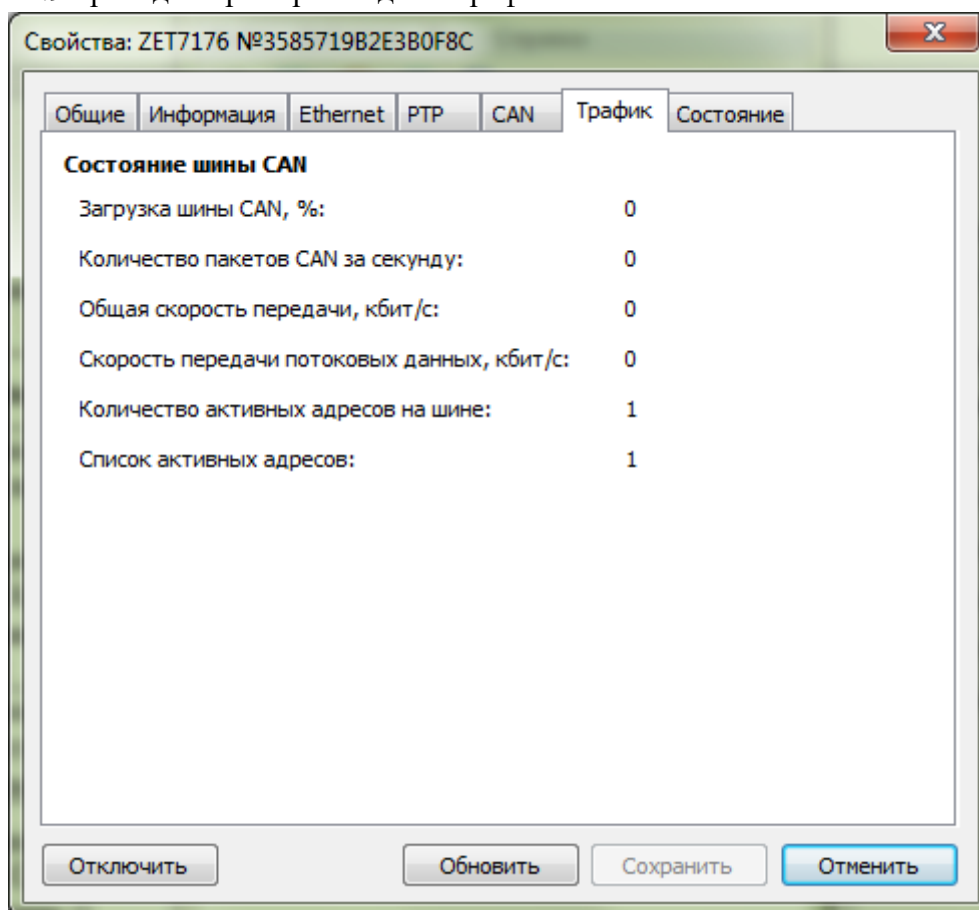 Свойства: ZET7176 №3585719B2E3B0F8C
Общие Информация Ethernet PTP CAN Трафик Состояние
Состояние шины CAN
Загрузка шины CAN, %: 0
Количество пакетов CAN за секунду: 0
Общая скорость передачи, кбит/с: 0
Скорость передачи потоковых данных, кбит/с: 0
Количество активных адресов на шине: 1
Список активных адресов: 1
Отключить Обновить Сохранить Отменить